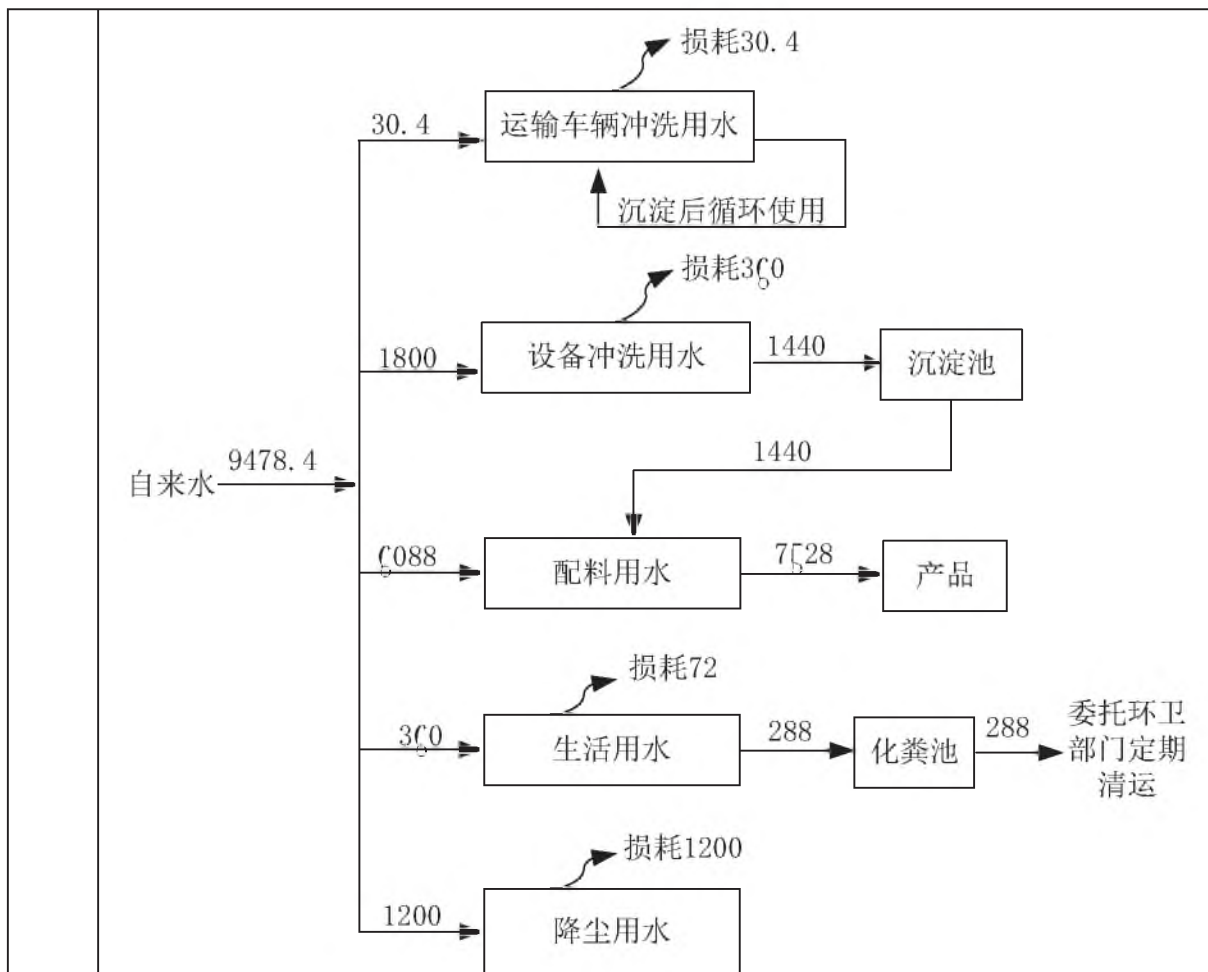 损耗30.4
30.4
运输车辆冲洗用水
沉淀后循环使用
损耗360
1800
设备冲洗用水
1440
沉淀池
1440
自来水
9478.4
6088
配料用水
7528
产品
损耗72
360
生活用水
288
化粪池
288
委托环卫
部门定期
清运
损耗1200
1200
降尘用水